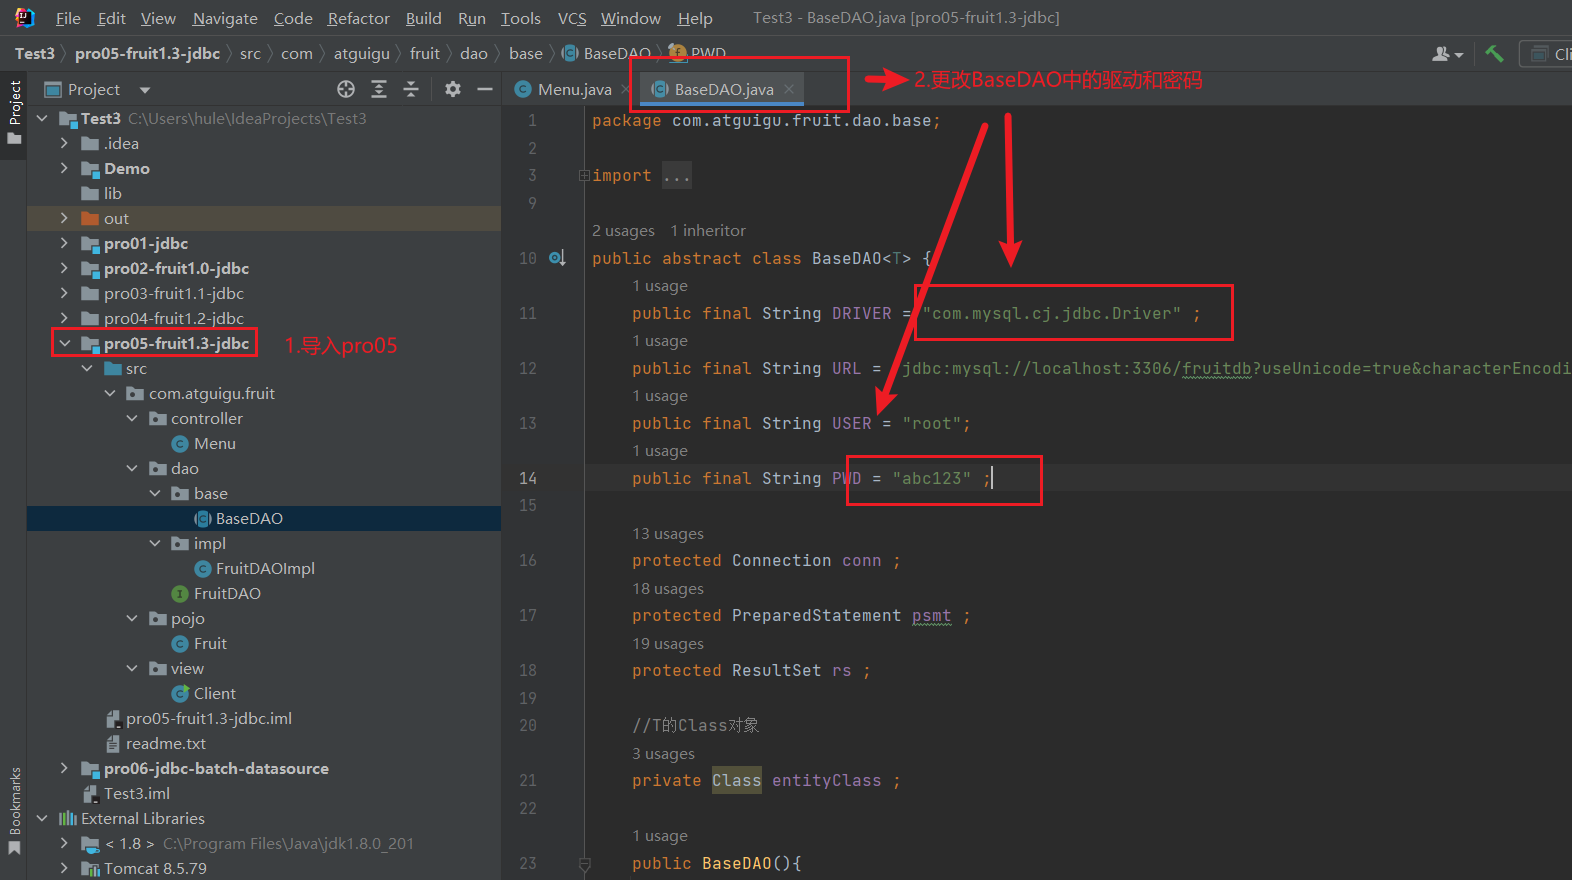 File Edit View Navigate Code Refactor Build Run Tools VCS Window Help Test3 - BaseDAO.java [pro05-fruit1.3-jdbc]
Test3 pro05-fruit1.3-jdbc src com atguigu fruit dao base BaseDAO PWD
Project
Project
Bookmarks
Test3 C:\Users\hule\IdeaProjects\Test3
.idea
Demo
lib
out
pro01-jdbc
pro02-fruit1.0-jdbc
pro03-fruit1.1-jdbc
pro04-fruit1.2-jdbc
pro05-fruit1.3-jdbc
1.导入pro05
src
com.atguigu.fruit
controller
Menu
dao
base
BaseDAO
impl
FruitDAOImpl
FruitDAO
pojo
Fruit
view
Client
pro05-fruit1.3-jdbc.iml
readme.txt
pro06-jdbc-batch-datasource
Test3.iml
External Libraries
< 1.8 > C:\Program Files\Java\jdk1.8.0_201
Tomcat 8.5.79
Menu.java BaseDAO.java
2.更改BaseDAO中的驱动和密码
1 package com.atguigu.fruit.dao.base;
2
3 import ...
9
2 usages 1 inheritor
10 public abstract class BaseDAO<T> {
1 usage
11 public final String DRIVER = "com.mysql.cj.jdbc.Driver" ;
1 usage
12 public final String URL = "jdbc:mysql://localhost:3306/fruitdb?useUnicode=true&characterEncodi
1 usage
13 public final String USER = "root";
1 usage
14 public final String PWD = "abc123" ;
15
13 usages
16 protected Connection conn ;
18 usages
17 protected PreparedStatement psmt ;
19 usages
18 protected ResultSet rs ;
19
20 //T的Class对象
3 usages
21 private Class entityClass ;
22
1 usage
23 public BaseDAO(){